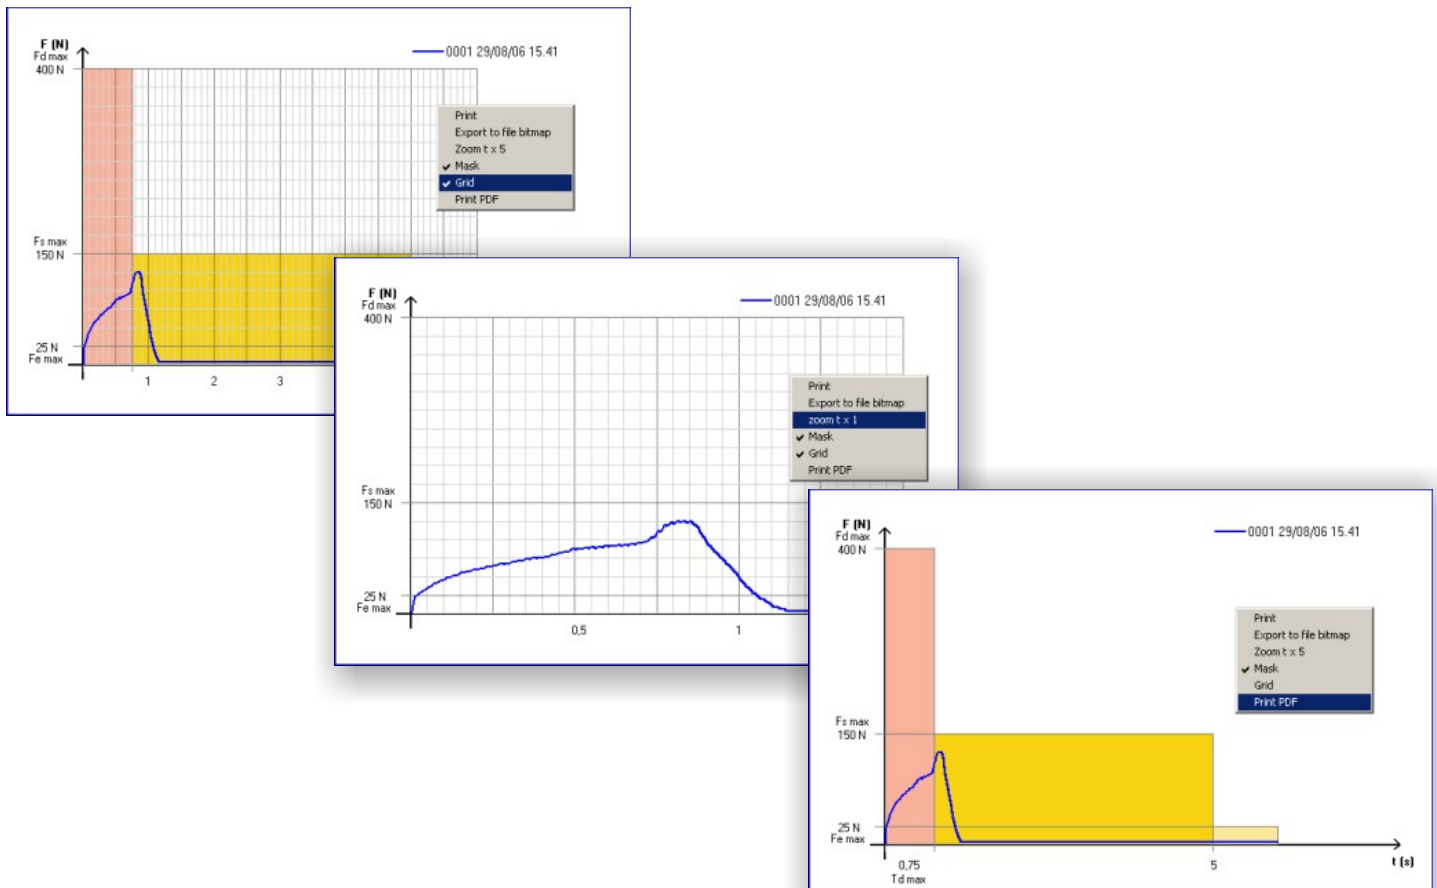 F (N)
Fd max
400 N
0001 29/08/06 15.41
Print
Export to file bitmap
Zoom t x 5
Mask
Grid
Print PDF
Fs max
150 N
25 N
Fe max
1 2 3
F (N)
Fd max
400 N
0001 29/08/06 15.41
Print
Export to file bitmap
zoom t x 1
Mask
Grid
Print PDF
Fs max
150 N
25 N
Fe max
0,5 1
F (N)
Fd max
400 N
0001 29/08/06 15.41
Print
Export to file bitmap
Zoom t x 5
Mask
Grid
Print PDF
Fs max
150 N
25 N
Fe max
0,75 5 t (s)
Td max